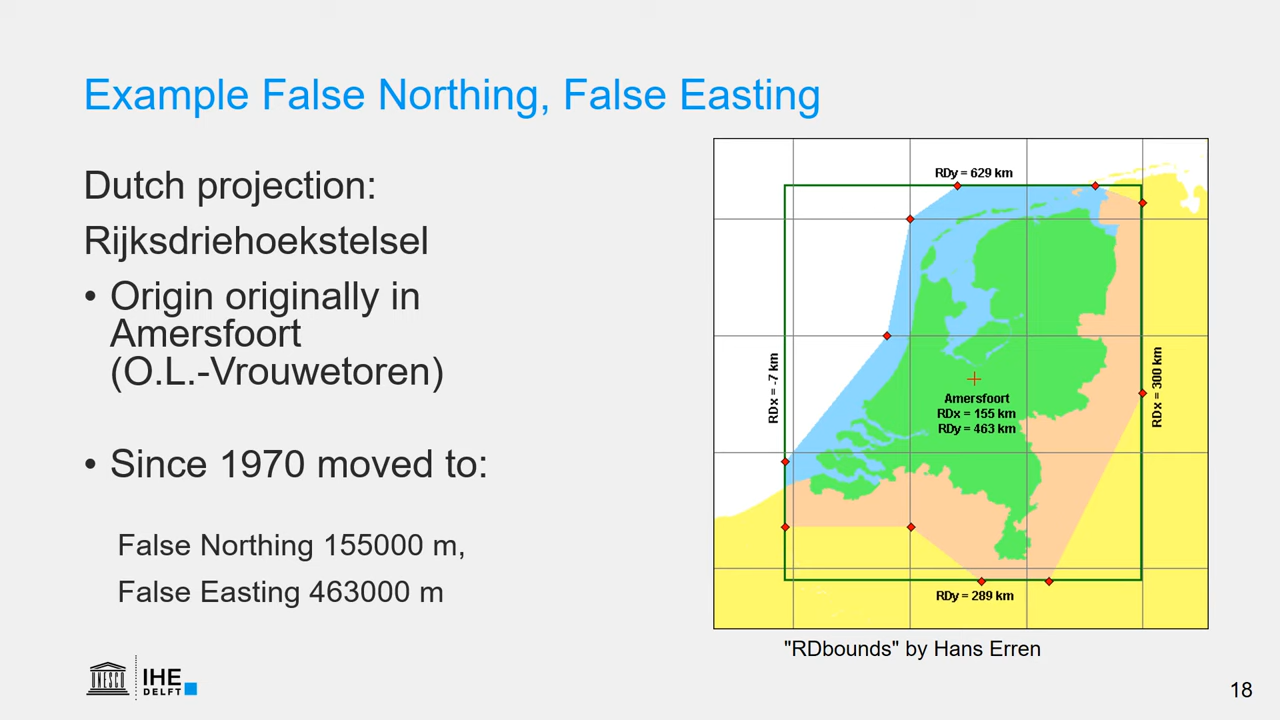 Example False Northing, False Easting
Dutch projection:
Rijksdriehoekstelsel
• Origin originally in
Amersfoort
(O.L.-Vrouwetoren)
• Since 1970 moved to:
False Northing 155000 m,
False Easting 463000 m
RDy = 629 km
RDx = -7 km
Amersfoort
RDx = 155 km
RDy = 463 km
RDx = 300 km
RDy = 289 km
"RDbounds" by Hans Erren
UNESCO
IHE
DELFT
18